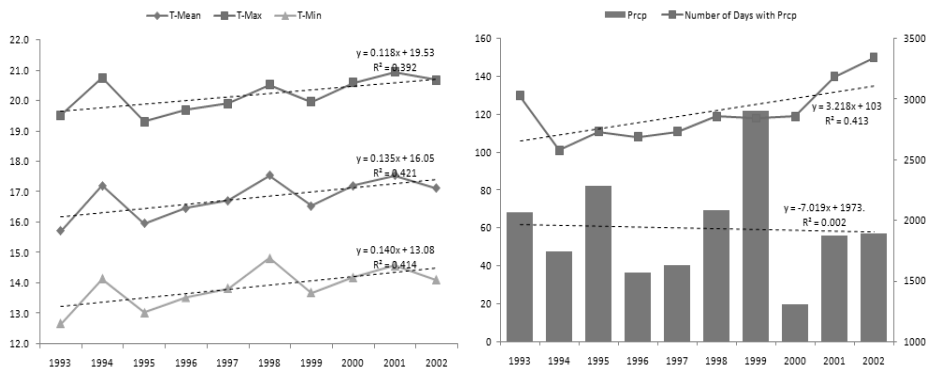 T-Mean T-Max T-Min
22.0
21.0
20.0
19.0
18.0
17.0
16.0
15.0
14.0
13.0
12.0
y = 0.118x + 19.53
R² = 0.392
y = 0.135x + 16.05
R² = 0.421
y = 0.140x + 13.08
R² = 0.414
1993 1994 1995 1996 1997 1998 1999 2000 2001 2002
Prcp Number of Days with Prcp
160
140
120
100
80
60
40
20
0
3500
3000
2500
2000
1500
1000
y = 3.218x + 103
R² = 0.413
y = -7.019x + 1973.
R² = 0.002
1993 1994 1995 1996 1997 1998 1999 2000 2001 2002